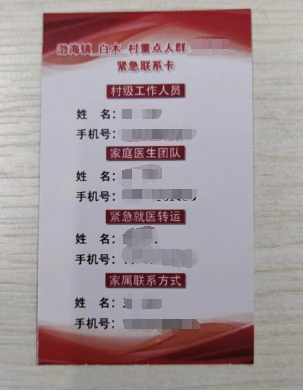 渤海镇 白木 村重点人群
紧急联系卡
村级工作人员
姓 名：
手机号：
家庭医生团队
姓 名：
手机号：
紧急就医转运
姓 名：
手机号：
家属联系方式
姓 名：
手机号：